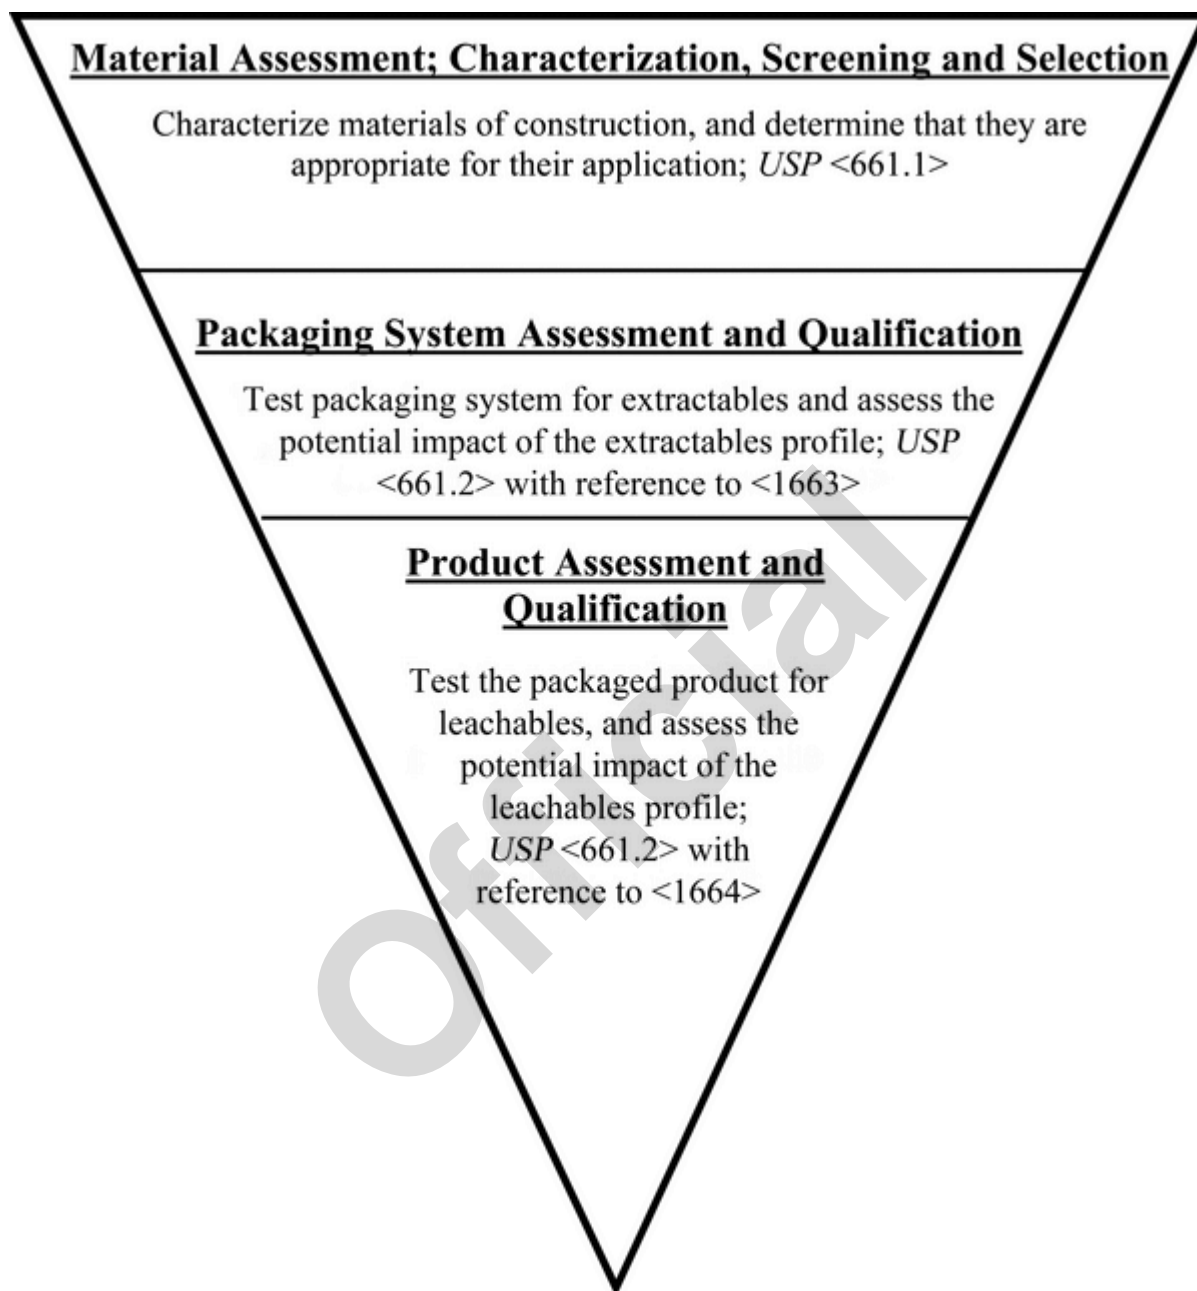 Material Assessment; Characterization, Screening and Selection
Characterize materials of construction, and determine that they are
appropriate for their application; USP <661.1>
Packaging System Assessment and Qualification
Test packaging system for extractables and assess the
potential impact of the extractables profile; USP
<661.2> with reference to <1663>
Product Assessment and
Qualification
Test the packaged product for
leachables, and assess the
potential impact of the
leachables profile;
USP <661.2> with
reference to <1664>
Official